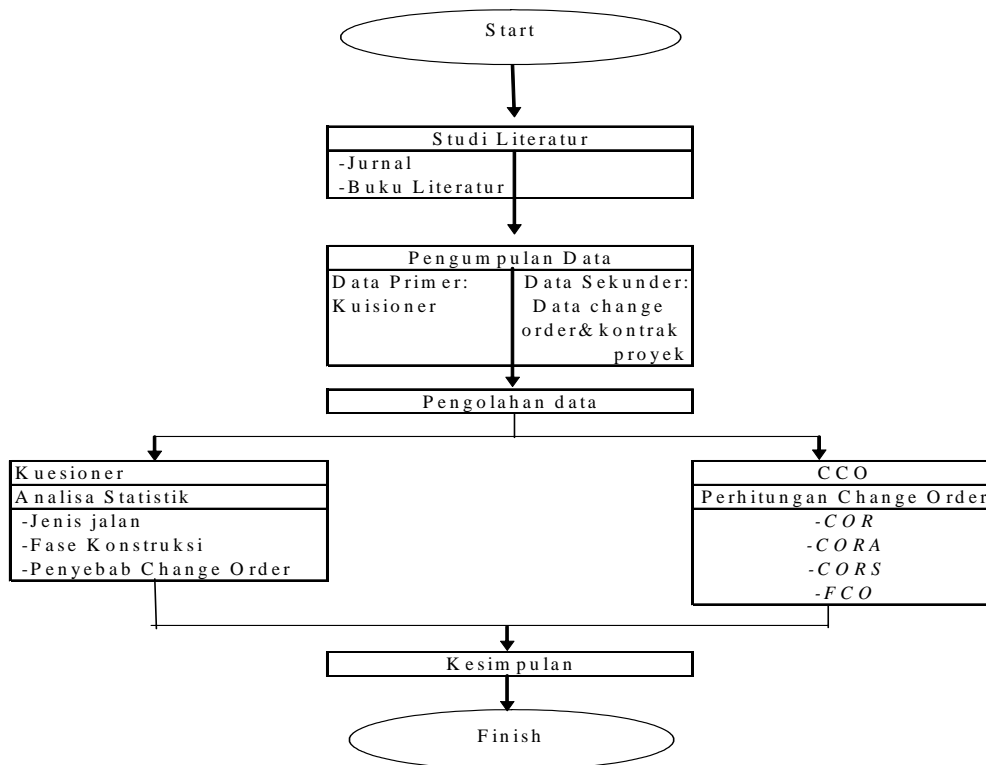 Start
Studi Literatur
-Jurnal
-Buku Literatur
Pengumpulan Data
Data Primer:
Kuisioner
Data Sekunder:
Data change
order& kontrak
proyek
Pengolahan data
Kuesioner
Analisa Statistik
-Jenis jalan
-Fase Konstruksi
-Penyebab Change Order
CCO
Perhitungan Change Order
-COR
-CORA
-CORS
-FCO
Kesimpulan
Finish